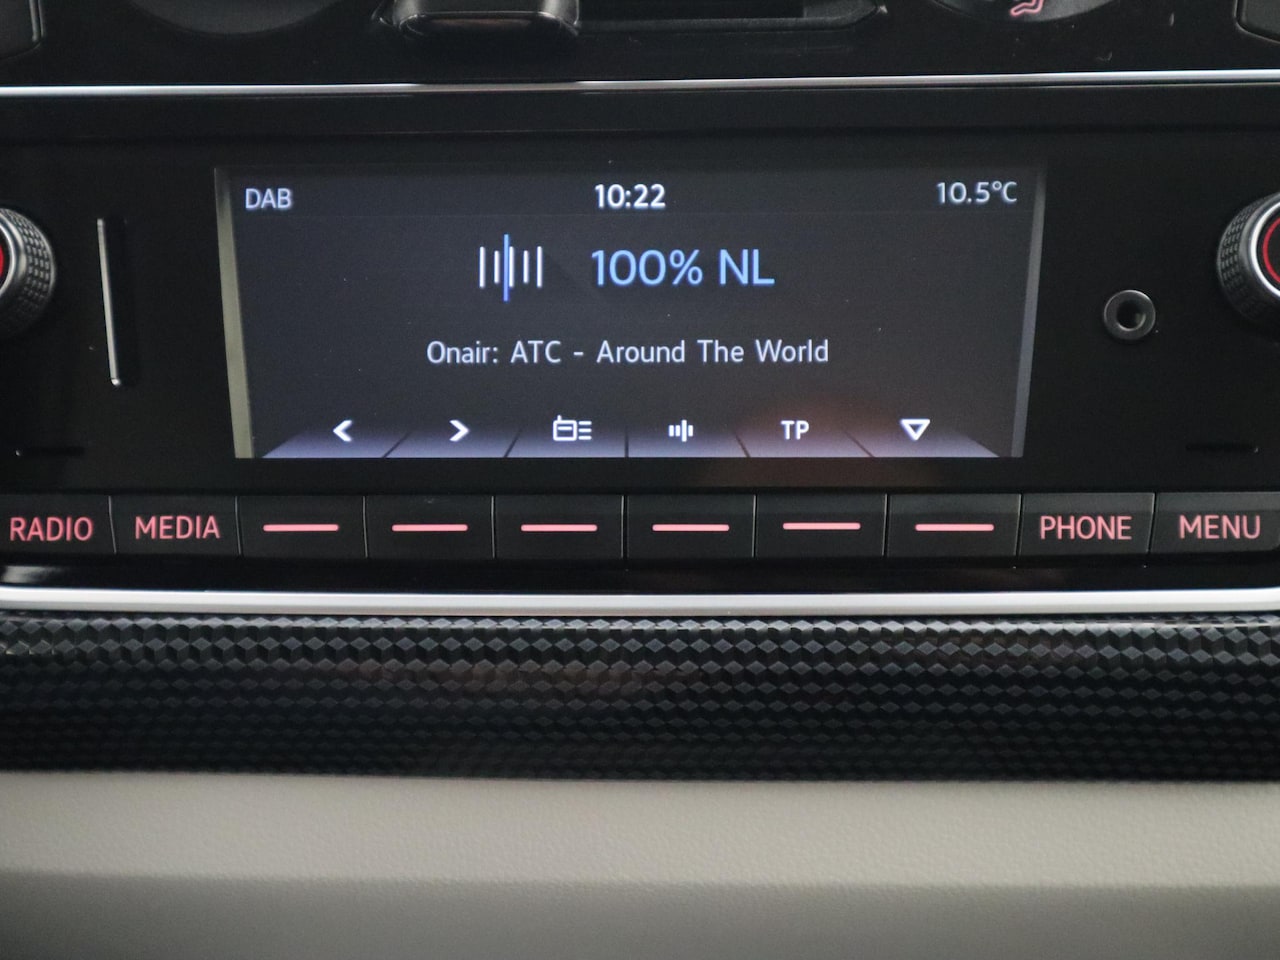 DAB 10:22 10.5°C
100% NL
Onair: ATC - Around The World
TP
RADIO MEDIA PHONE MENU